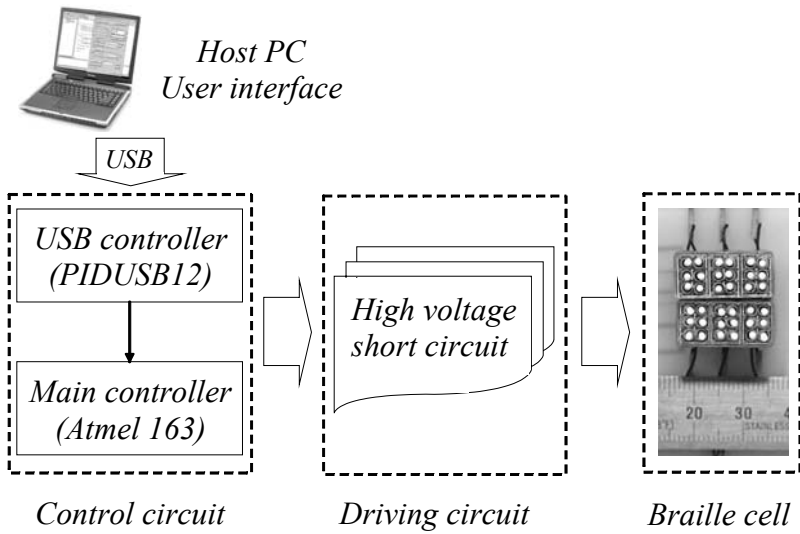 Host PC
User interface
USB
USB controller
(PIDUSB12)
Main controller
(Atmel 163)
High voltage
short circuit
20 30
STAINLESS
Control circuit
Driving circuit
Braille cell